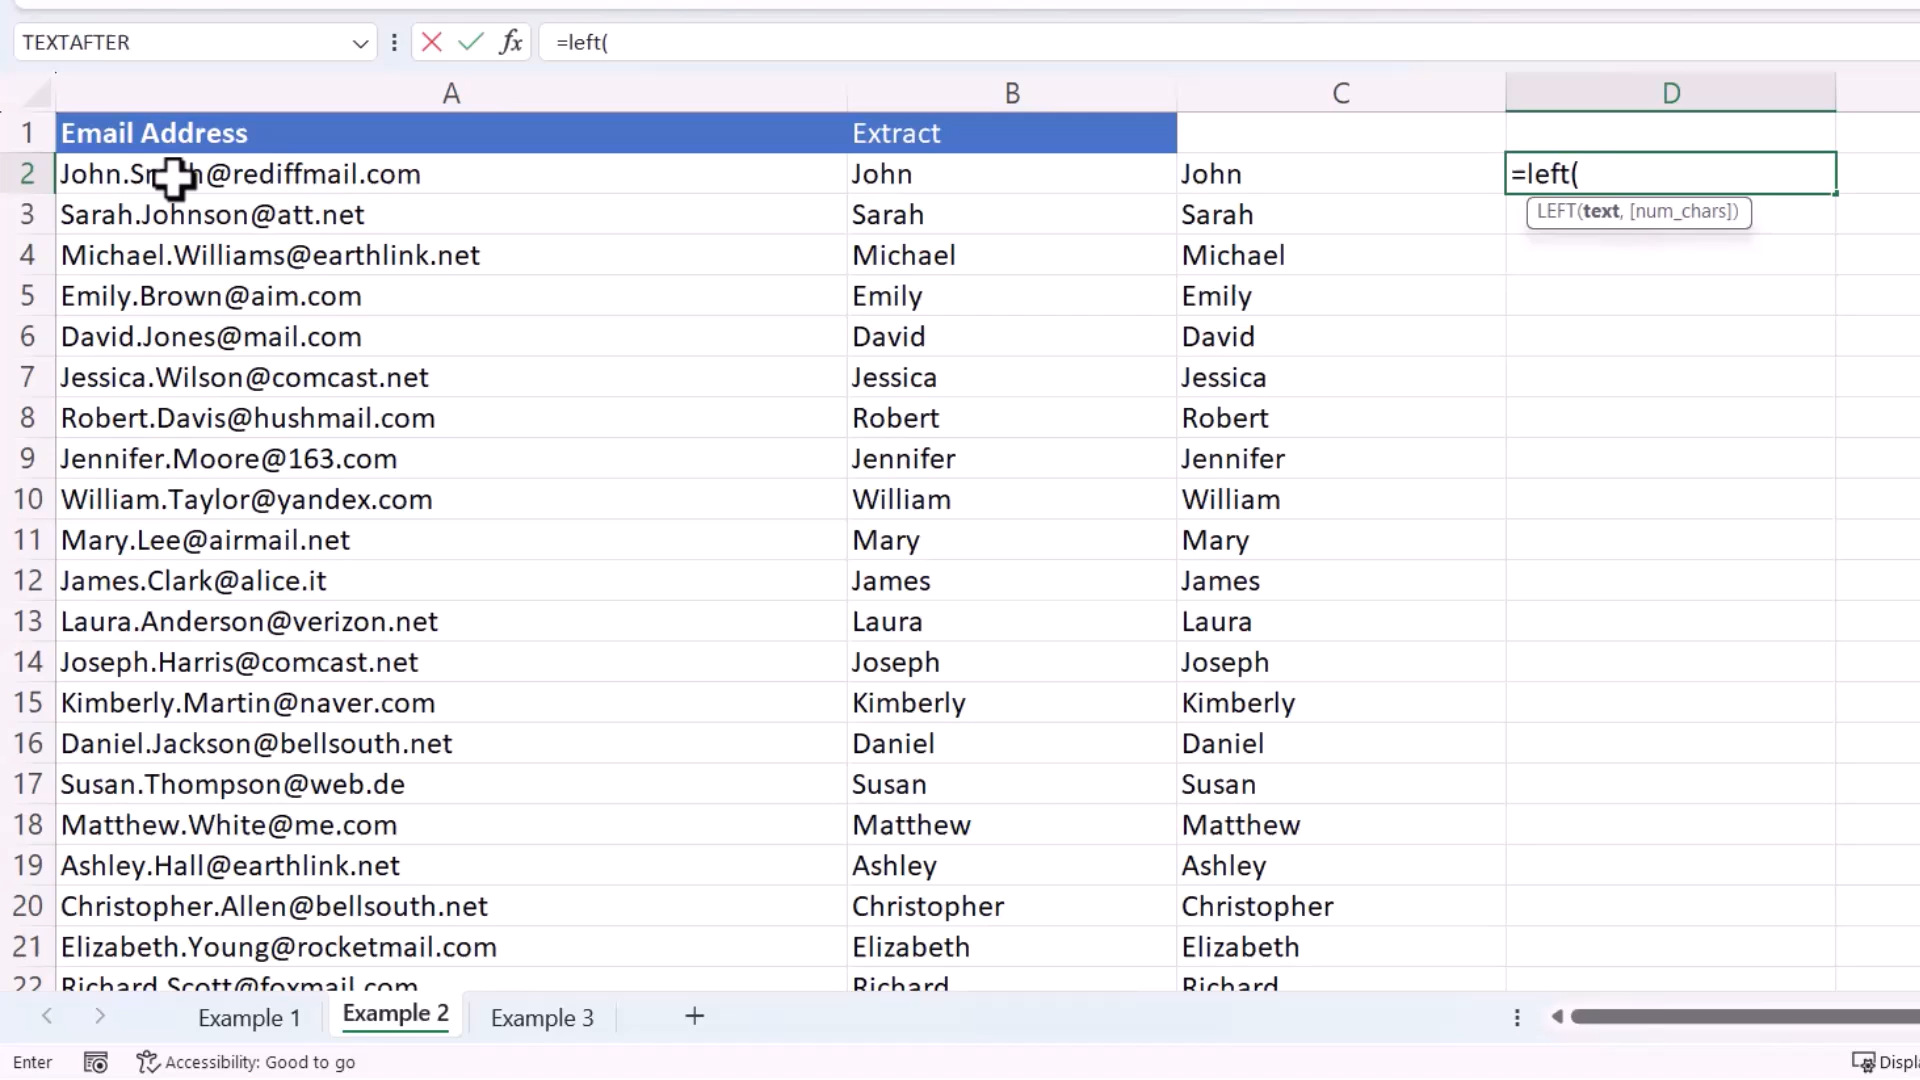 TEXTAFTER =left(
A B C D
1 Email Address Extract
2 @rediffmail.com John John =left(
LEFT(text, [num_chars])
3 Sarah.Johnson@att.net Sarah Sarah
4 Michael.Williams@earthlink.net Michael Michael
5 Emily.Brown@aim.com Emily Emily
6 David.Jones@mail.com David David
7 Jessica.Wilson@comcast.net Jessica Jessica
8 Robert.Davis@hushmail.com Robert Robert
9 Jennifer.Moore@163.com Jennifer Jennifer
10 William.Taylor@yandex.com William William
11 Mary.Lee@airmail.net Mary Mary
12 James.Clark@alice.it James James
13 Laura.Anderson@verizon.net Laura Laura
14 Joseph.Harris@comcast.net Joseph Joseph
15 Kimberly.Martin@naver.com Kimberly Kimberly
16 Daniel.Jackson@bellsouth.net Daniel Daniel
17 Susan.Thompson@web.de Susan Susan
18 Matthew.White@me.com Matthew Matthew
19 Ashley.Hall@earthlink.net Ashley Ashley
20 Christopher.Allen@bellsouth.net Christopher Christopher
21 Elizabeth.Young@rocketmail.com Elizabeth Elizabeth
22 Richard.Scott@foxmail.com Richard Richard
Example 1 Example 2 Example 3
Enter Accessibility: Good to go